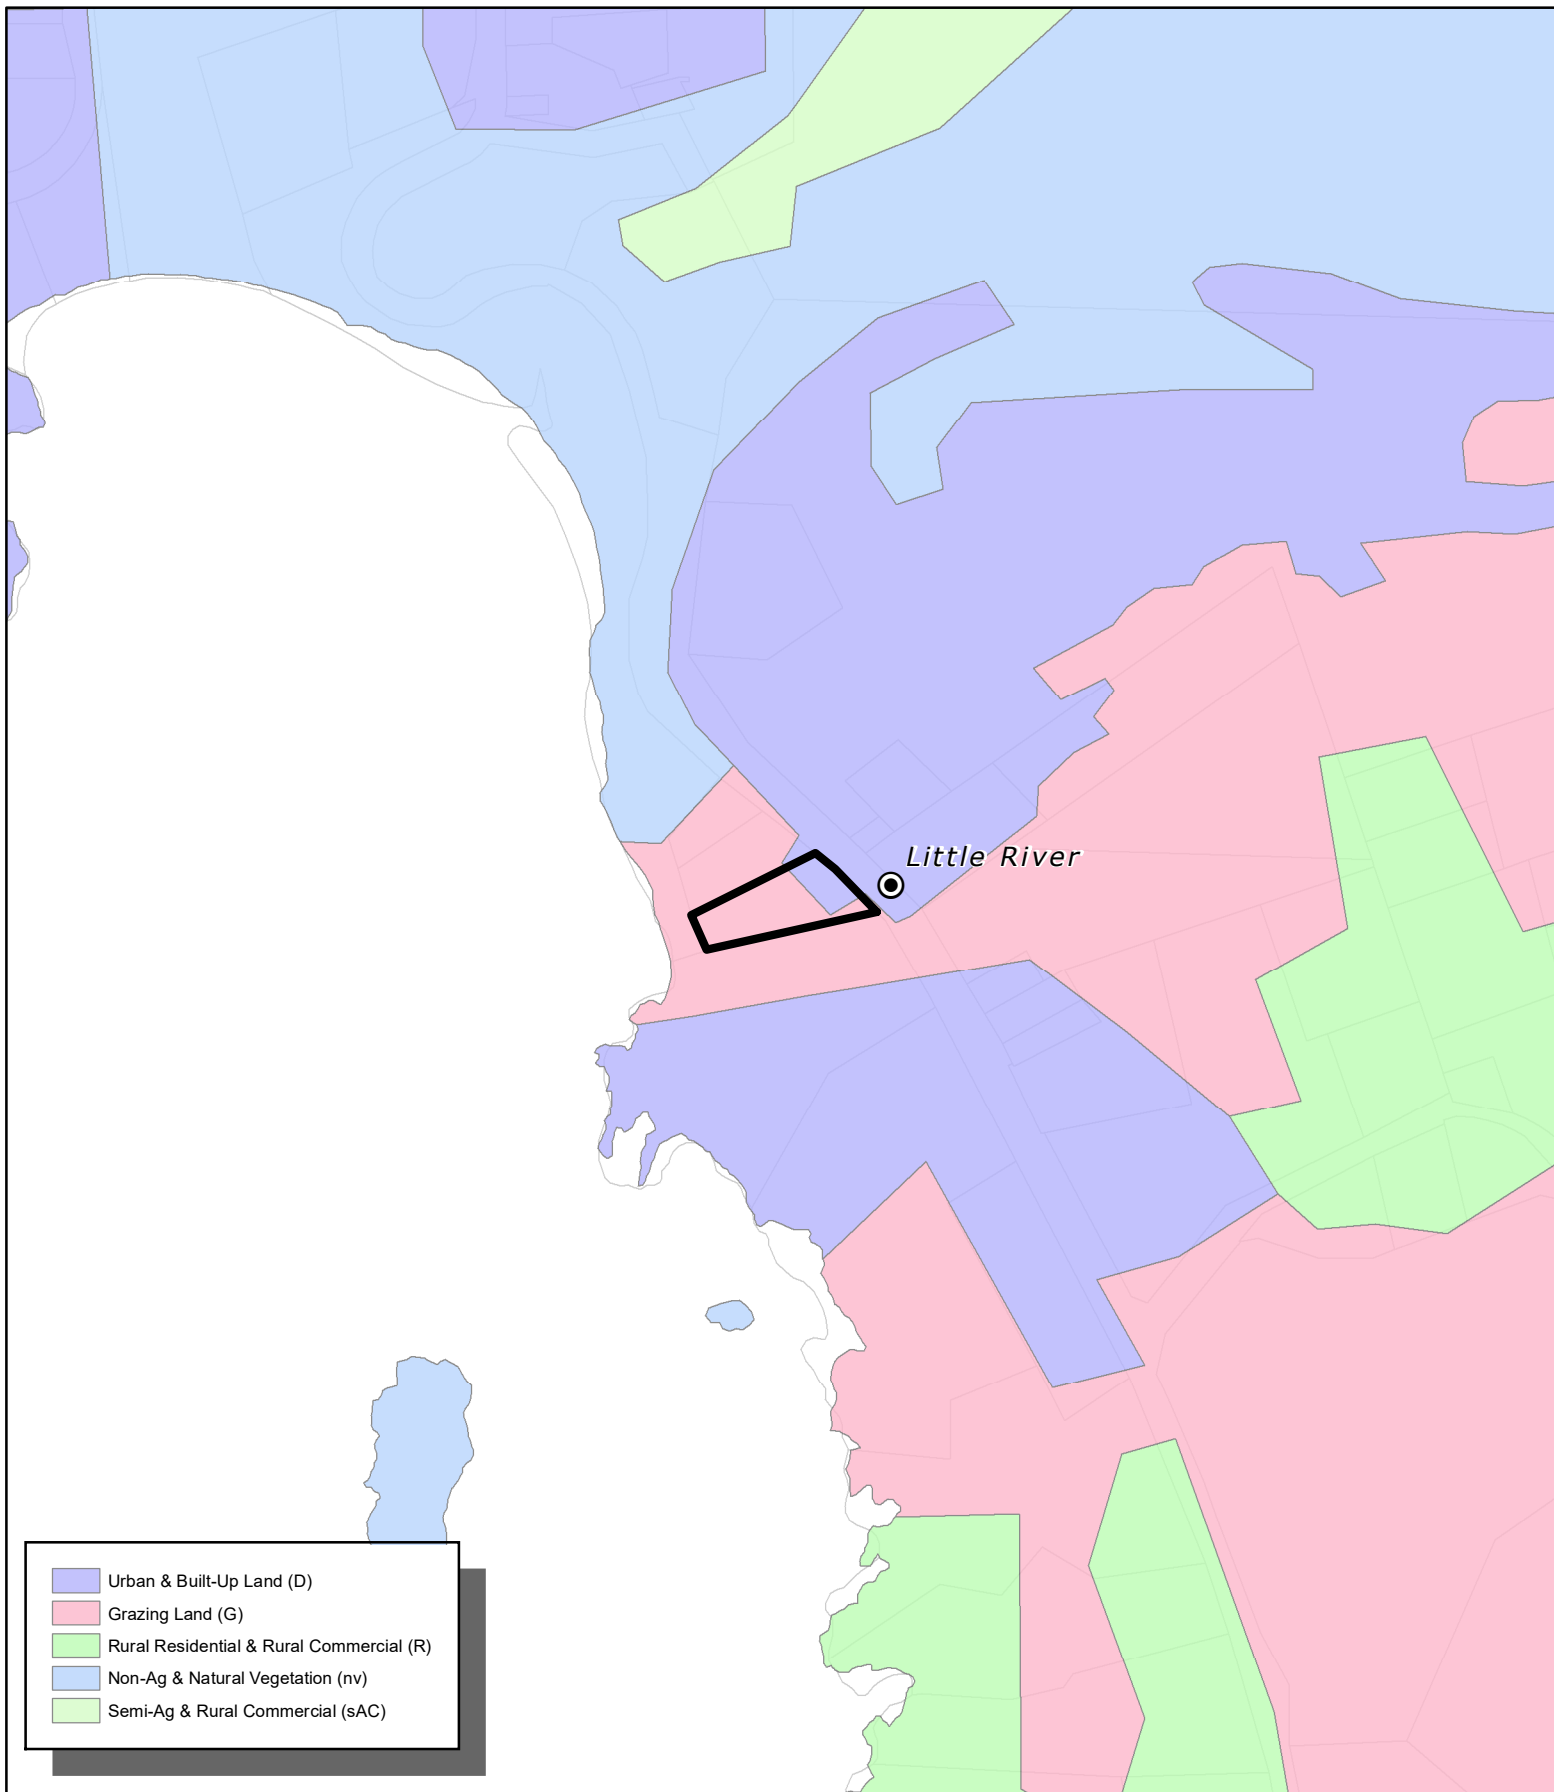 Little River
Urban & Built-Up Land (D)
Grazing Land (G)
Rural Residential & Rural Commercial (R)
Non-Ag & Natural Vegetation (nv)
Semi-Ag & Rural Commercial (sAC)